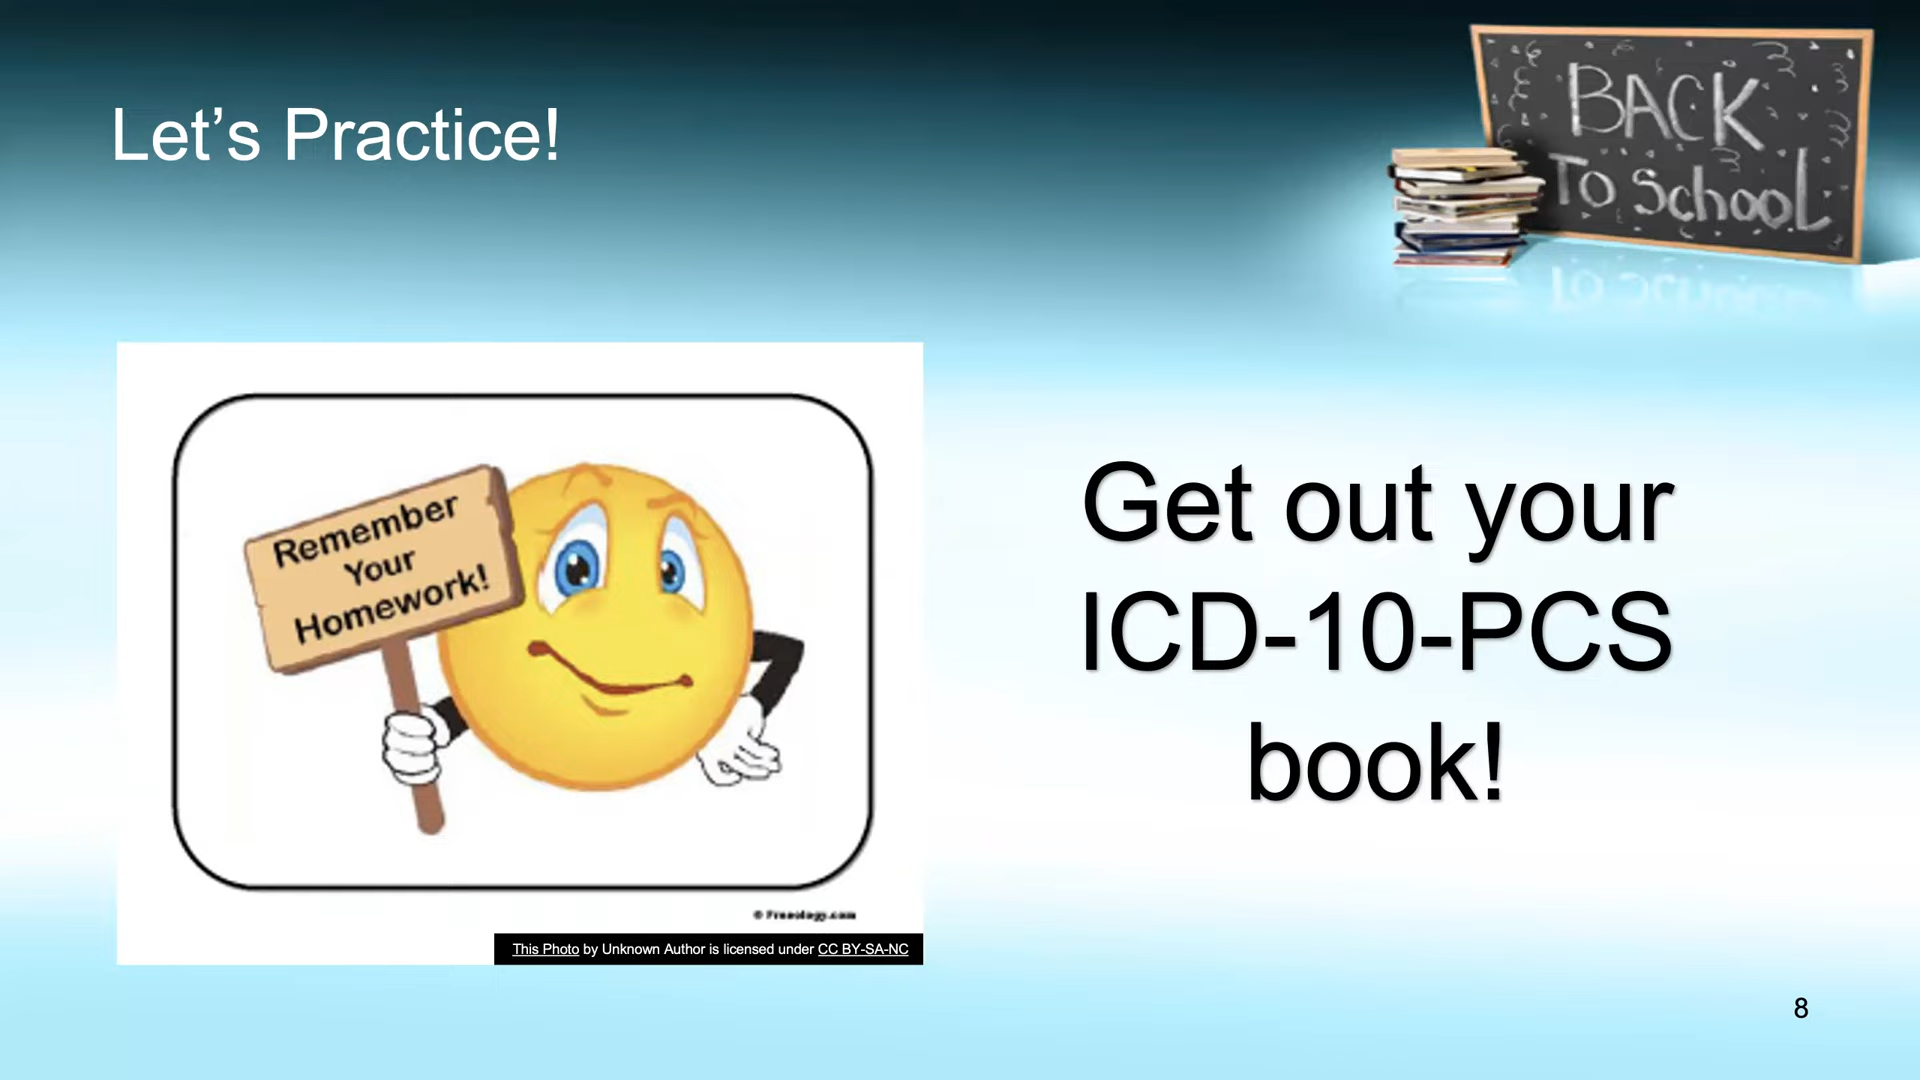 Let's Practice!
BACK
To School
Remember
Your
Homework!
© Freeology.com
This Photo by Unknown Author is licensed under CC BY-SA-NC
Get out your
ICD-10-PCS
book!
8